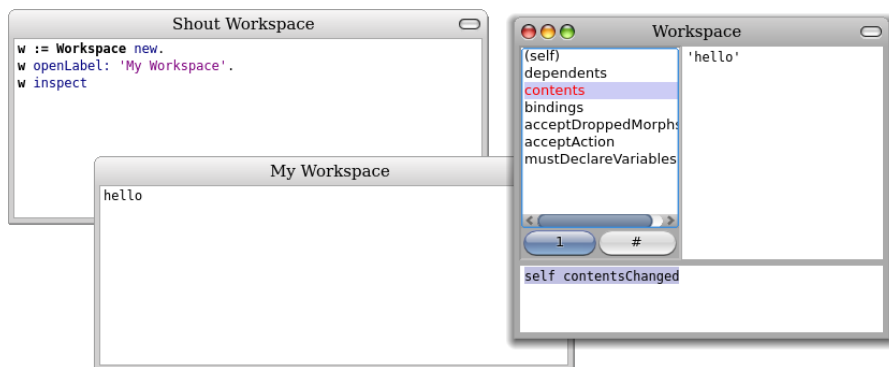 Shout Workspace
w := Workspace new.
w openLabel: 'My Workspace'.
w inspect
My Workspace
hello
Workspace
(self)
dependents
contents
bindings
acceptDroppedMorphs
acceptAction
mustDeclareVariables
1
#
'hello'
self contentsChanged